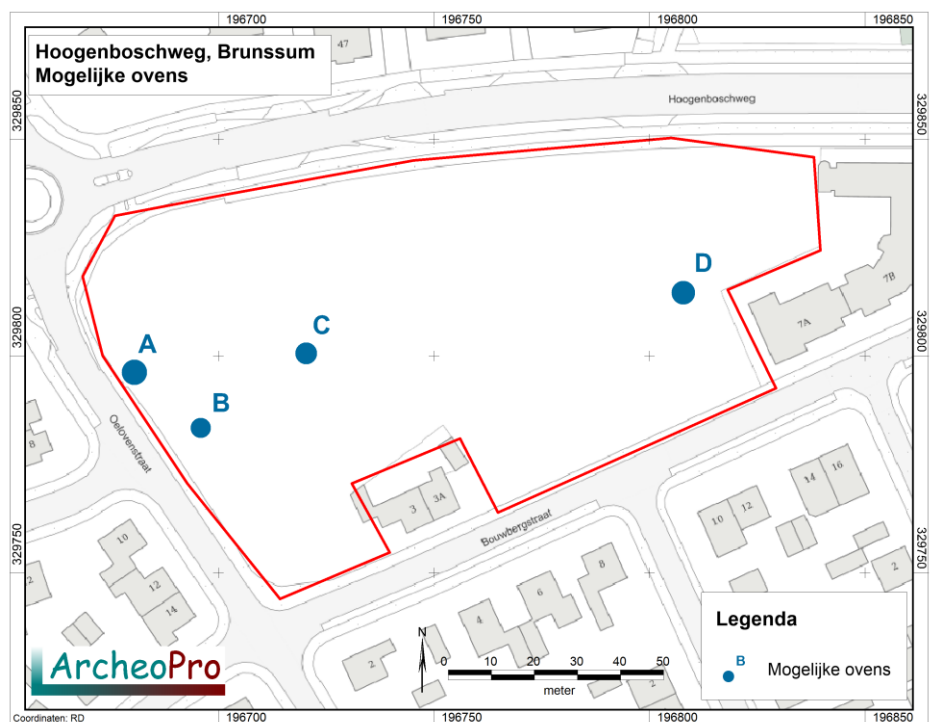 196700 196750 196800 196850
Hoogenboschweg, Brunssum
Mogelijke ovens
47
Hoogenboschweg
329850
329850
D
7B
7A
C
A
329800
329800
B
Oelovenstraat
8
3A
3
16
14
12
10
Bouwbergstraat
329750
329750
10
12
14
2
8
6
4
2
2
2
N
0 10 20 30 40 50
meter
Legenda
B
Mogelijke ovens
ArcheoPro
Coordinaten: RD
196700 196750 196800 196850